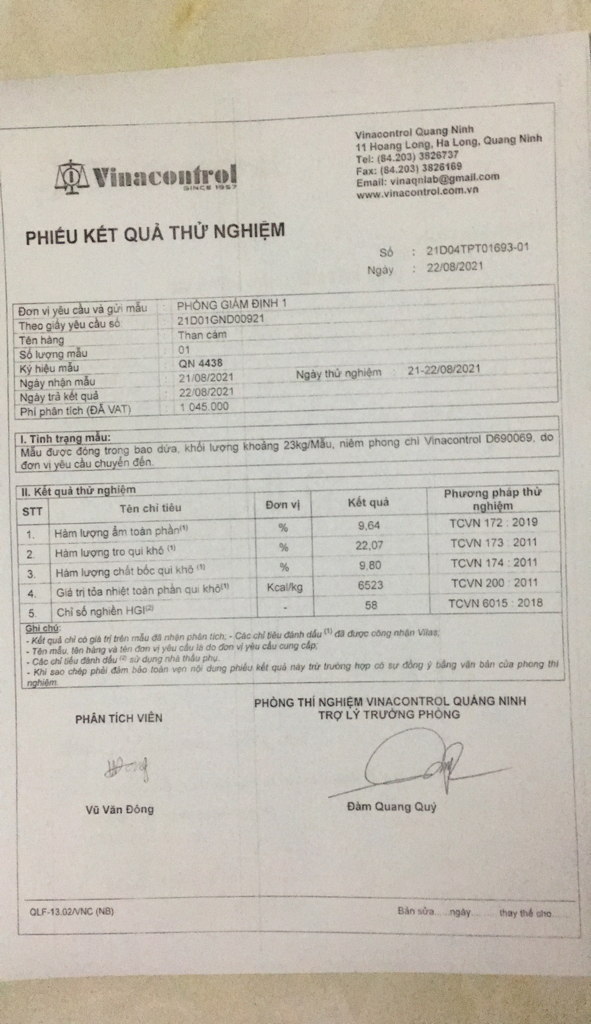 Vinacontrol
SINCE 1957
Vinacontrol Quang Ninh
11 Hoang Long, Ha Long, Quang Ninh
Tel: (84.203) 3826737
Fax: (84.203) 3826169
Email: vinaqnlab@gmail.com
www.vinacontrol.com.vn
PHIẾU KẾT QUẢ THỬ NGHIỆM
Số : 21D04TPT01693-01
Ngày : 22/08/2021
Đơn vị yêu cầu và gửi mẫu : PHÒNG GIÁM ĐỊNH 1
Theo giấy yêu cầu số : 21D01GND00921
Tên hàng : Than cám
Số lượng mẫu : 01
Ký hiệu mẫu : QN 4438
Ngày nhận mẫu : 21/08/2021 Ngày thử nghiệm : 21-22/08/2021
Ngày trả kết quả : 22/08/2021
Phí phân tích (ĐÃ VAT) : 1 045.000
I. Tình trạng mẫu:
Mẫu được đóng trong bao dứa, khối lượng khoảng 23kg/Mẫu, niêm phong chì Vinacontrol D690069, do
đơn vị yêu cầu chuyển đến.
II. Kết quả thử nghiệm
STT Tên chỉ tiêu Đơn vị Kết quả Phương pháp thử nghiệm
1. Hàm lượng ẩm toàn phần(1) % 9,64 TCVN 172 : 2019
2. Hàm lượng tro qui khô (1) % 22,07 TCVN 173 : 2011
3. Hàm lượng chất bốc qui khô (1) % 9,80 TCVN 174 : 2011
4. Giá trị tỏa nhiệt toàn phần qui khô(1) Kcal/kg 6523 TCVN 200 : 2011
5. Chỉ số nghiền HGI(2) - 58 TCVN 6015 : 2018
Ghi chú:
- Kết quả chỉ có giá trị trên mẫu đã nhận phân tích; - Các chỉ tiêu đánh dấu (1) đã được công nhận Vilas;
- Tên mẫu, tên hàng và tên đơn vị yêu cầu là do đơn vị yêu cầu cung cấp;
- Các chỉ tiêu đánh dấu (2) sử dụng nhà thầu phụ.
- Khi sao chép phải đảm bảo toàn vẹn nội dung phiếu kết quả này trừ trường hợp có sự đồng ý bằng văn bản của phòng thí
nghiệm.
PHÂN TÍCH VIÊN
PHÒNG THÍ NGHIỆM VINACONTROL QUẢNG NINH
TRỢ LÝ TRƯỞNG PHÒNG
Vũ Văn Đông
Đàm Quang Quý
QLF-13.02/VNC (NB)
Bản sửa......ngày........ thay thế cho.....